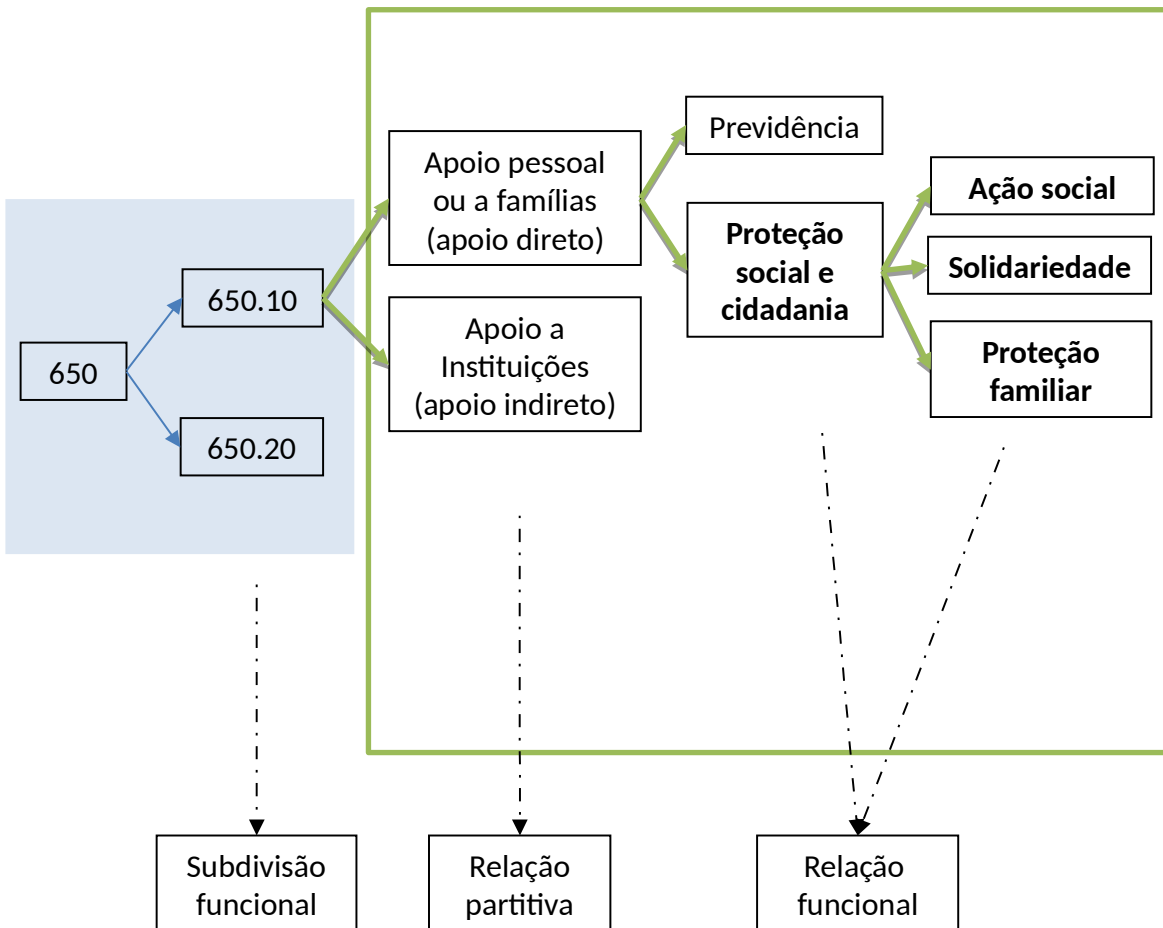 650
650.10
650.20
Apoio pessoal
ou a famílias
(apoio direto)
Apoio a
Instituições
(apoio indireto)
Previdência
Proteção
social e
cidadania
Ação social
Solidariedade
Proteção
familiar
Subdivisão
funcional
Relação
partitiva
Relação
funcional